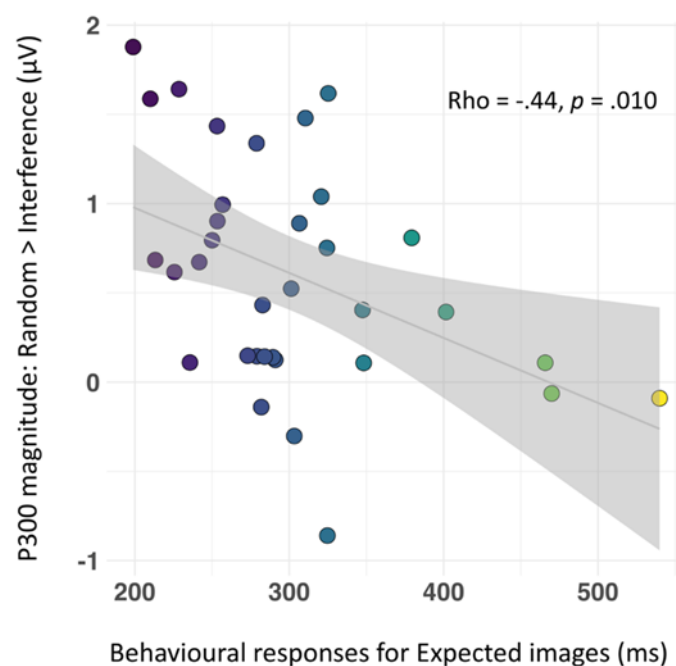 2
Rho = -.44, p = .010
1
0
-1
P300 magnitude: Random > Interference (µV)
200 300 400 500
Behavioural responses for Expected images (ms)